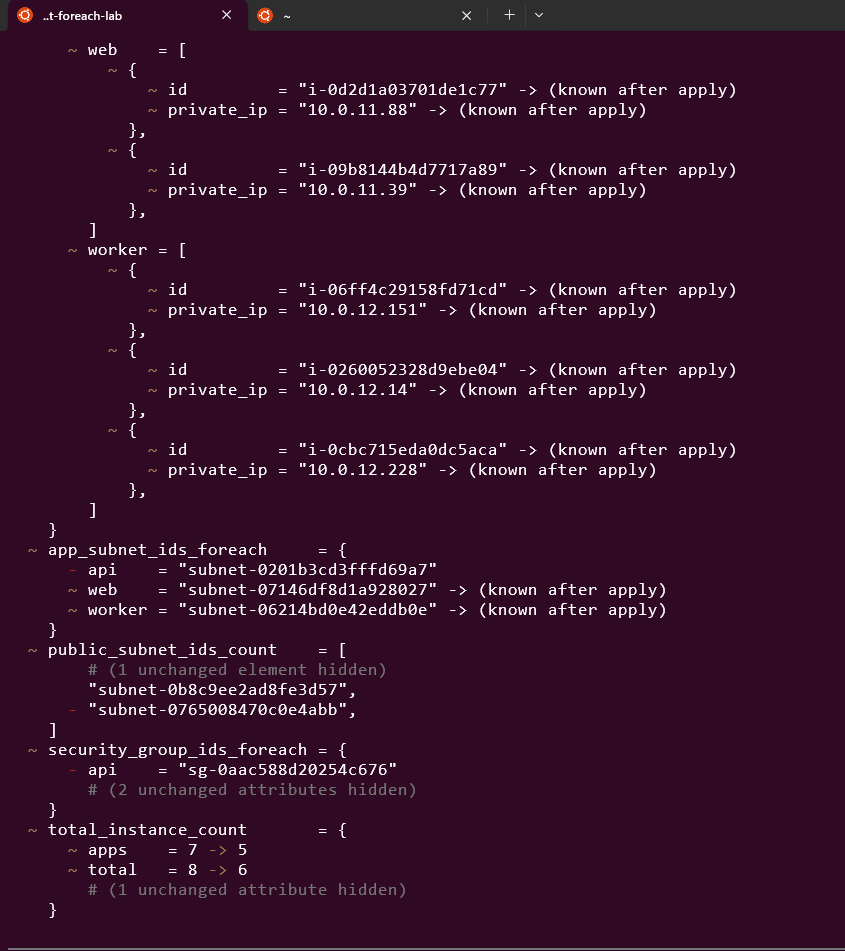 ..t-foreach-lab
~
~ web    = [
~ {
~ id         = "i-0d2d1a03701de1c77" -> (known after apply)
~ private_ip = "10.0.11.88" -> (known after apply)
},
~ {
~ id         = "i-09b8144b4d7717a89" -> (known after apply)
~ private_ip = "10.0.11.39" -> (known after apply)
},
]
~ worker = [
~ {
~ id         = "i-06ff4c29158fd71cd" -> (known after apply)
~ private_ip = "10.0.12.151" -> (known after apply)
},
~ {
~ id         = "i-0260052328d9ebe04" -> (known after apply)
~ private_ip = "10.0.12.14" -> (known after apply)
},
~ {
~ id         = "i-0cbc715eda0dc5aca" -> (known after apply)
~ private_ip = "10.0.12.228" -> (known after apply)
},
]
}
~ app_subnet_ids_foreach     = {
- api    = "subnet-0201b3cd3fffd69a7"
~ web    = "subnet-07146df8d1a928027" -> (known after apply)
~ worker = "subnet-06214bd0e42eddb0e" -> (known after apply)
}
~ public_subnet_ids_count    = [
# (1 unchanged element hidden)
"subnet-0b8c9ee2ad8fe3d57",
- "subnet-0765008470c0e4abb",
]
~ security_group_ids_foreach = {
- api    = "sg-0aac588d20254c676"
# (2 unchanged attributes hidden)
}
~ total_instance_count       = {
~ apps    = 7 -> 5
~ total   = 8 -> 6
# (1 unchanged attribute hidden)
}